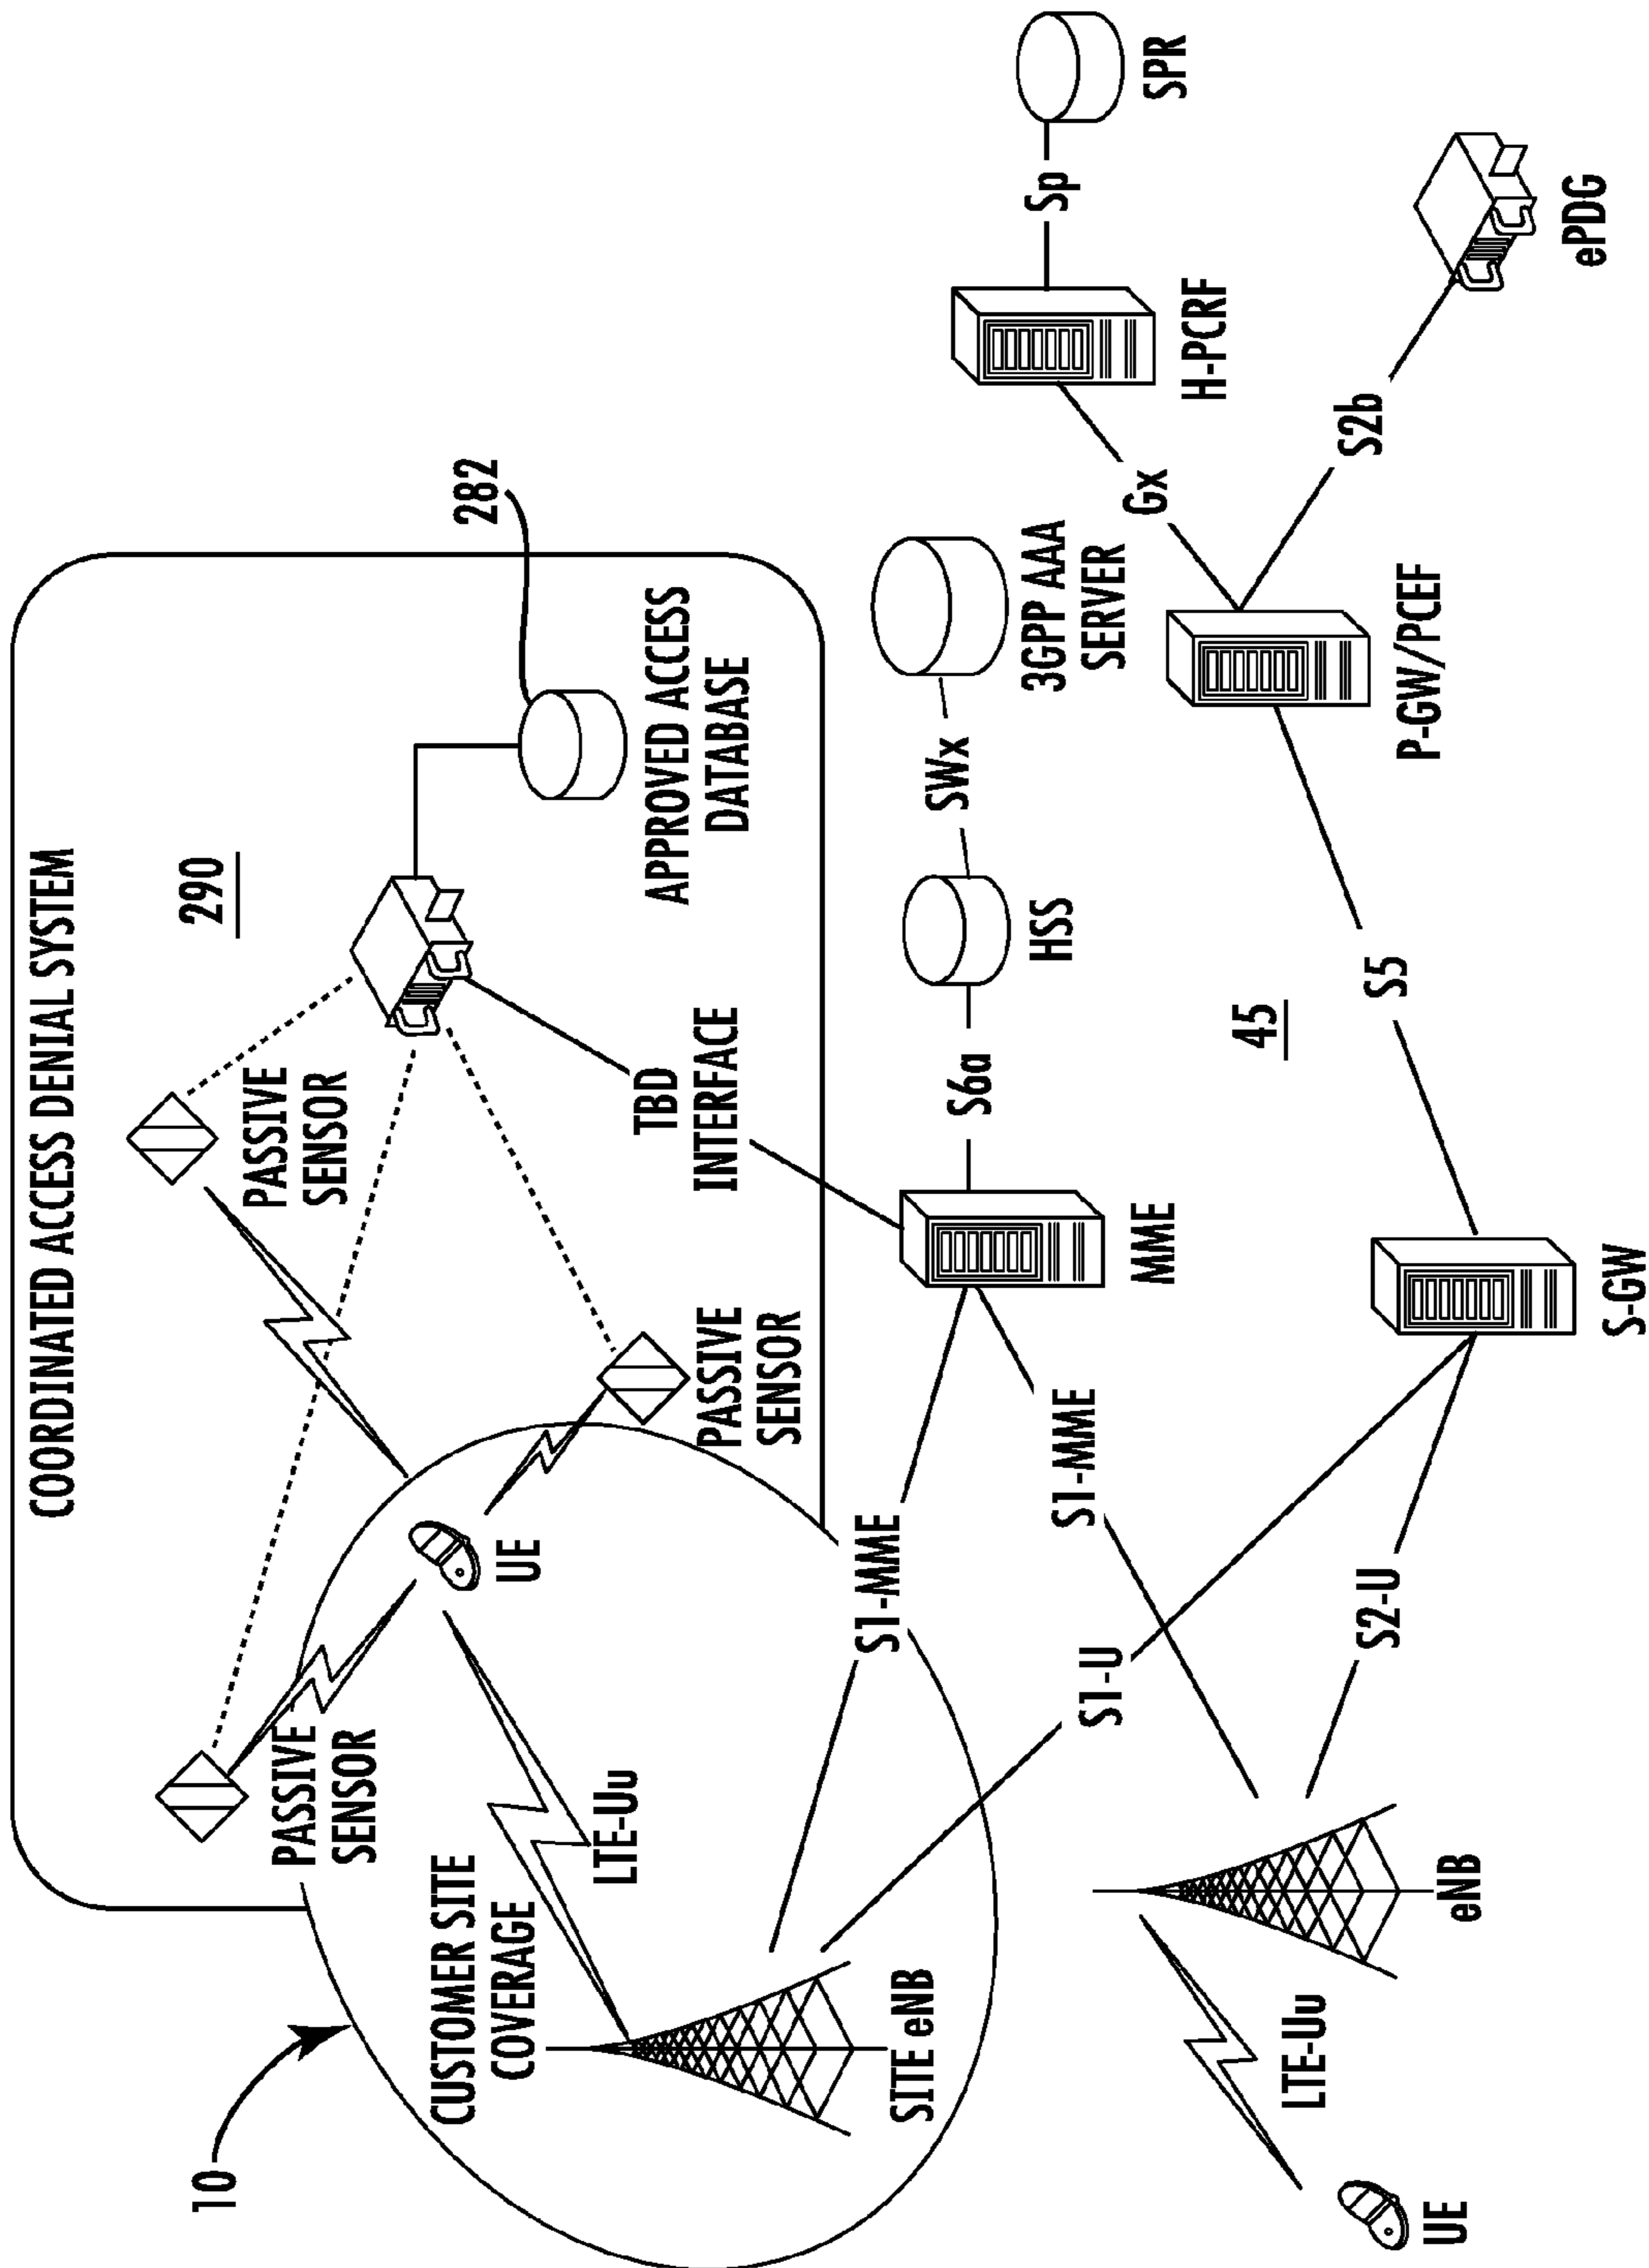 COORDINATED ACCESS DENIAL SYSTEM
290
282
PASSIVE
SENSOR
PASSIVE
SENSOR
PASSIVE
SENSOR
APPROVED ACCESS
DATABASE
TBD
INTERFACE
UE
10
CUSTOMER SITE
COVERAGE
LTE-Uu
SITE eNB
S1-MME
S1-MME
S1-U
S2-U
MME
S6a
HSS
SWx
3GPP AAA
SERVER
45
S-GW
S5
P-GW/PCEF
Gx
H-PCRF
Sp
SPR
S2b
ePDG
eNB
LTE-Uu
UE